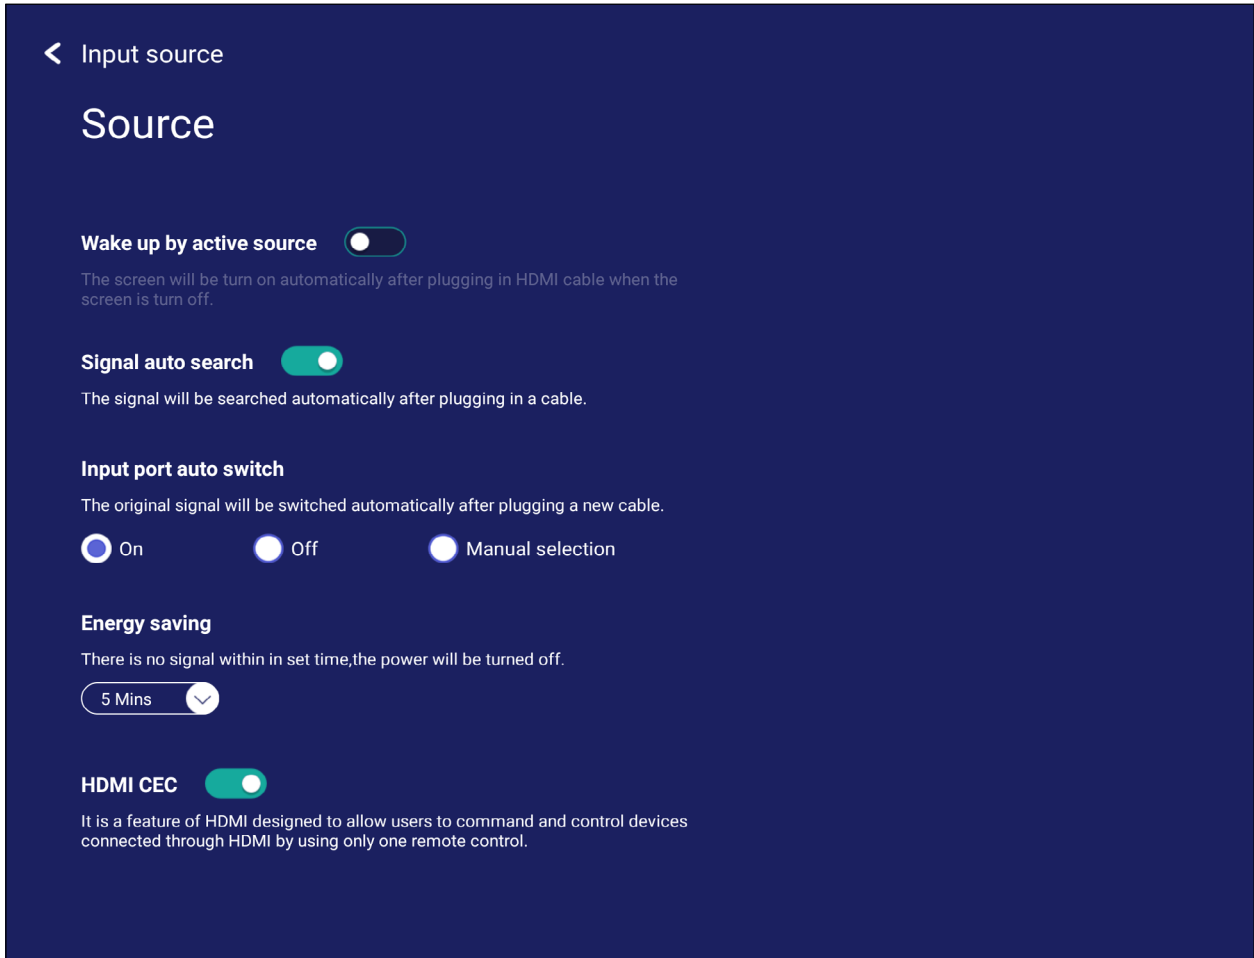 Input source
Source
Wake up by active source
The screen will be turn on automatically after plugging in HDMI cable when the
screen is turn off.
Signal auto search
The signal will be searched automatically after plugging in a cable.
Input port auto switch
The original signal will be switched automatically after plugging a new cable.
On Off Manual selection
Energy saving
There is no signal within in set time,the power will be turned off.
5 Mins
HDMI CEC
It is a feature of HDMI designed to allow users to command and control devices
connected through HDMI by using only one remote control.